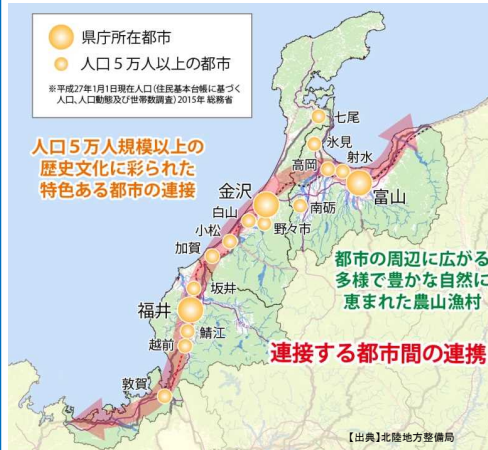 県庁所在都市
人口５万人以上の都市
※平成27年1月1日現在人口(住民基本台帳に基づく
人口、人口動態及び世帯数調査)2015年 総務省
人口５万人規模以上の
歴史文化に彩られた
特色ある都市の連接
七尾
氷見
高岡
射水
金沢
富山
白山
南砺
小松
野々市
加賀
都市の周辺に広がる
多様で豊かな自然に
恵まれた農山漁村
坂井
福井
鯖江
越前
連接する都市間の連携
敦賀
【出典】北陸地方整備局